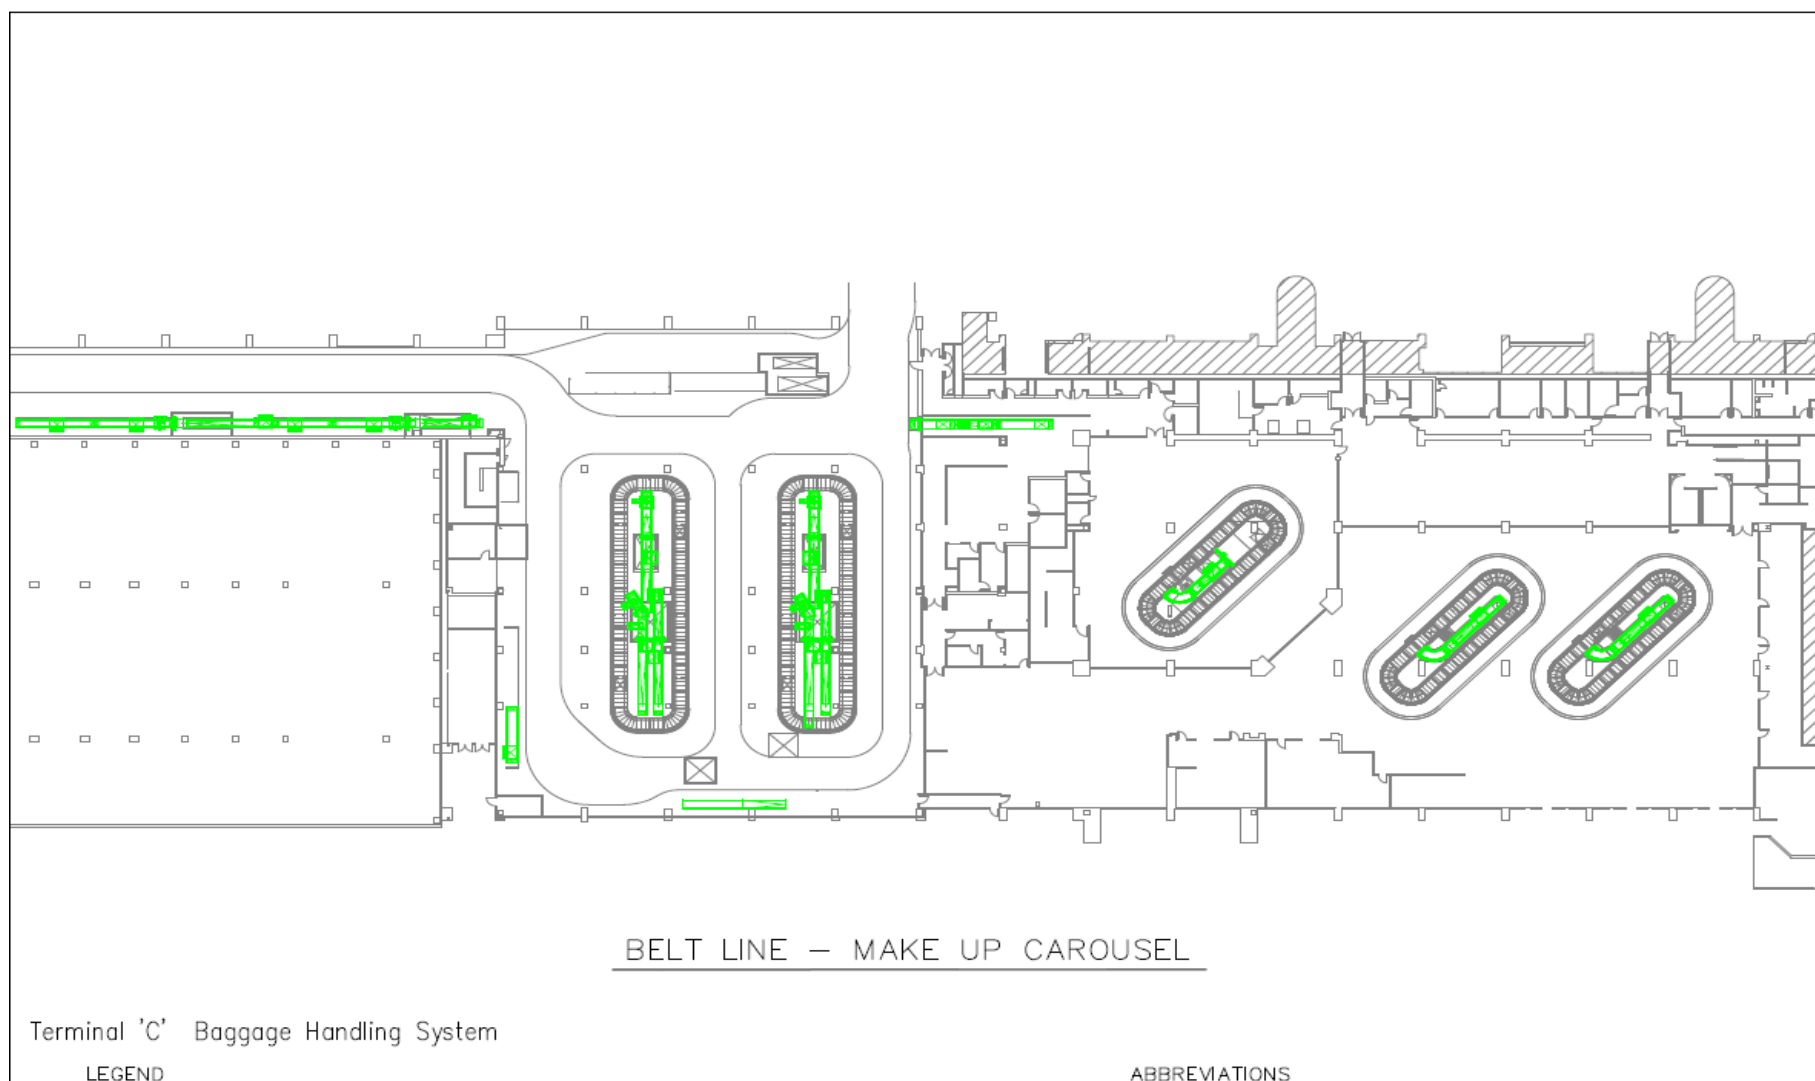 BELT LINE – MAKE UP CAROUSEL
Terminal 'C' Baggage Handling System
LEGEND
ABBREVIATIONS